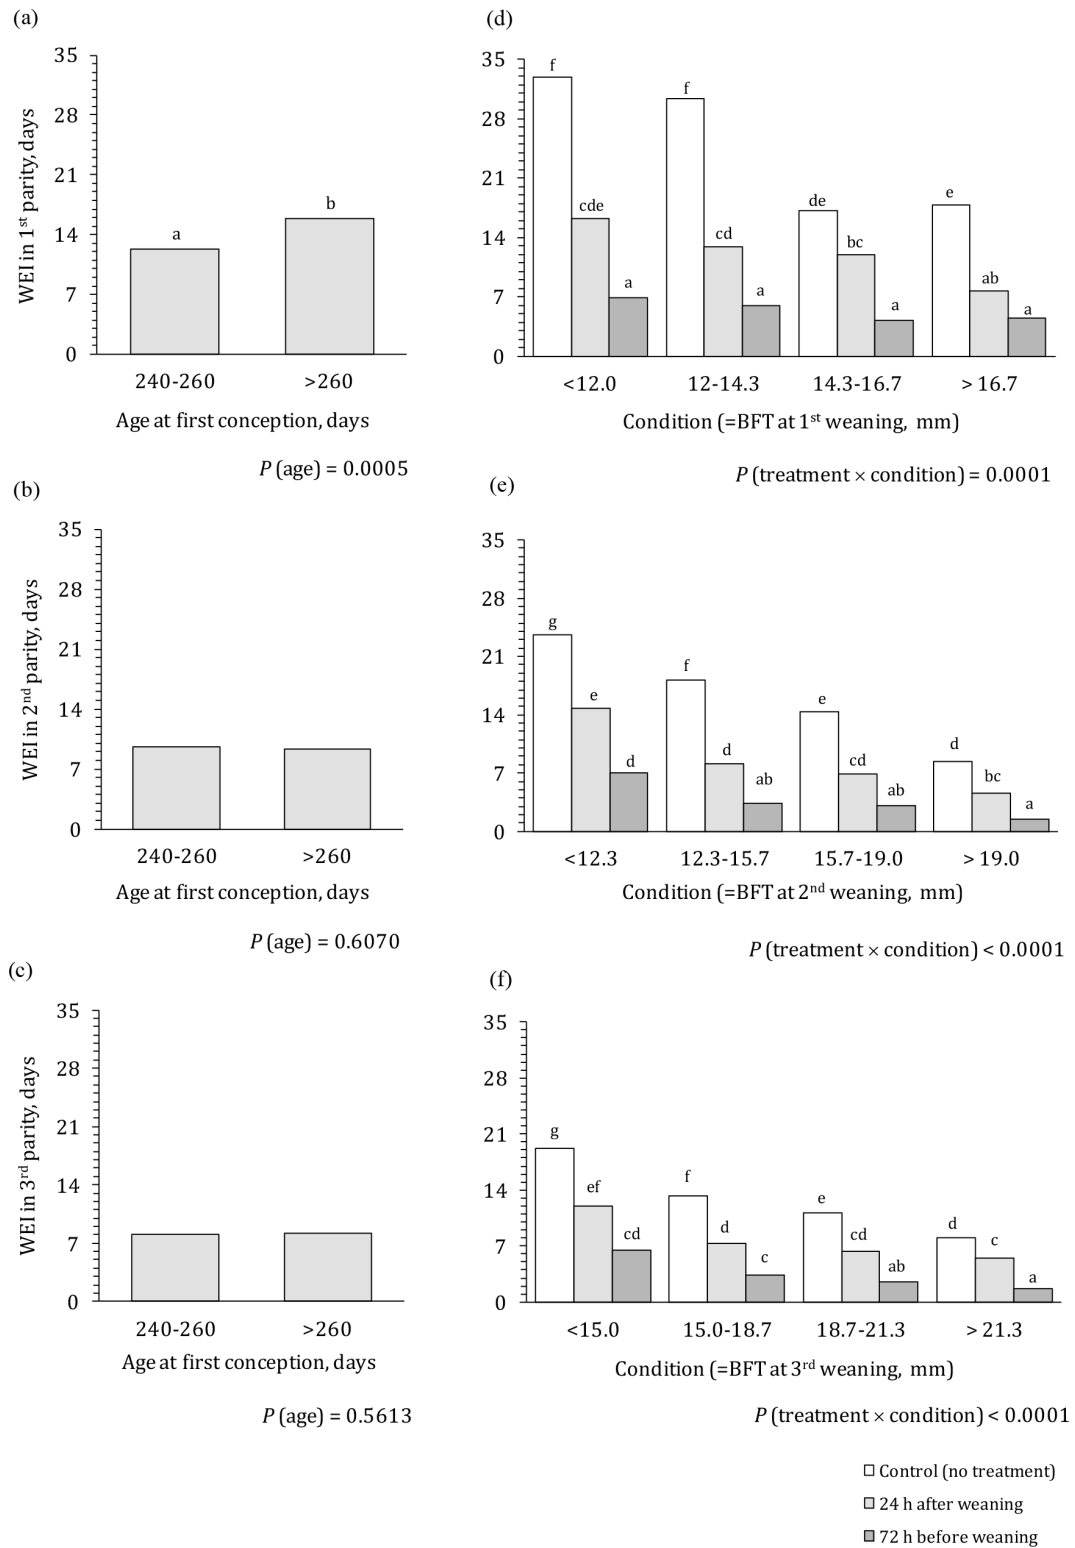 (a)
35
28
21
14
7
0
WEI in 1st parity, days
a
b
240-260 >260
Age at first conception, days
P (age) = 0.0005
(d)
35
28
21
14
7
0
f
cde
a
f
cd
a
de
bc
a
e
ab
a
<12.0 12-14.3 14.3-16.7 > 16.7
Condition (=BFT at 1st weaning, mm)
P (treatment × condition) = 0.0001
(b)
35
28
21
14
7
0
WEI in 2nd parity, days
240-260 >260
Age at first conception, days
P (age) = 0.6070
(e)
35
28
21
14
7
0
g
e
d
f
d
ab
e
cd
ab
d
bc
a
<12.3 12.3-15.7 15.7-19.0 > 19.0
Condition (=BFT at 2nd weaning, mm)
P (treatment × condition) < 0.0001
(c)
35
28
21
14
7
0
WEI in 3rd parity, days
240-260 >260
Age at first conception, days
P (age) = 0.5613
(f)
35
28
21
14
7
0
g
ef
cd
f
d
c
e
cd
ab
d
c
a
<15.0 15.0-18.7 18.7-21.3 > 21.3
Condition (=BFT at 3rd weaning, mm)
P (treatment × condition) < 0.0001
Control (no treatment)
24 h after weaning
72 h before weaning